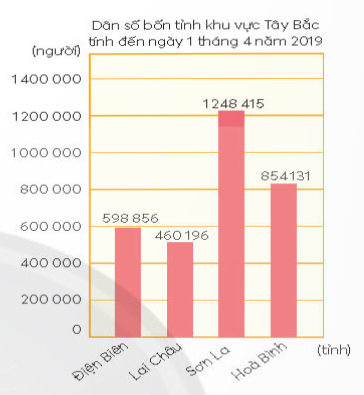 Dân số bốn tỉnh khu vực Tây Bắc
tính đến ngày 1 tháng 4 năm 2019
(người)
1 400 000
1 200 000
1 000 000
800 000
600 000
400 000
200 000
0
598 856
460 196
1 248 415
854 131
Điện Biên
Lai Châu
Sơn La
Hoà Bình
(tỉnh)